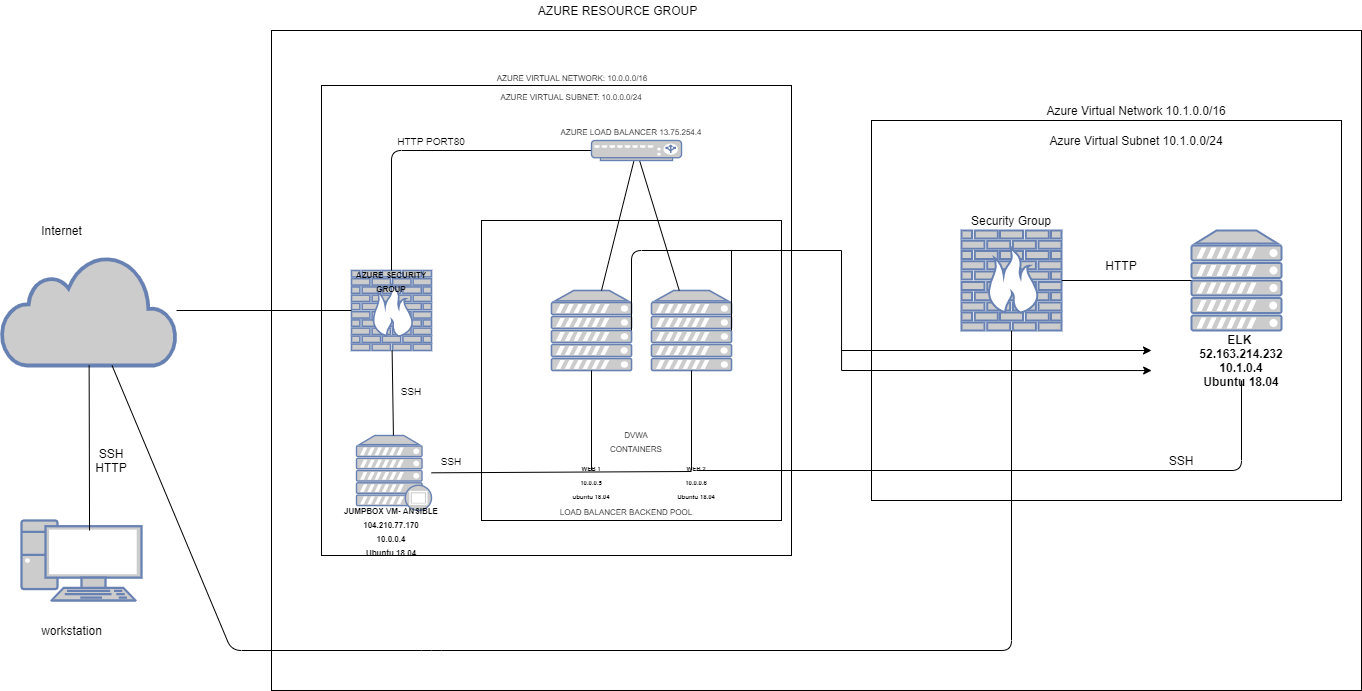 AZURE RESOURCE GROUP
AZURE VIRTUAL NETWORK: 10.0.0.0/16
AZURE VIRTUAL SUBNET: 10.0.0.0/24
AZURE LOAD BALANCER 13.75.254.4
HTTP PORT80
Azure Virtual Network 10.1.0.0/16
Azure Virtual Subnet 10.1.0.0/24
Internet
Security Group
AZURE SECURITY
GROUP
HTTP
ELK
52.163.214.232
10.1.0.4
Ubuntu 18.04
SSH
DVWA
CONTAINERS
SSH
HTTP
SSH
SSH
WEB 1
10.0.0.5
ubuntu 18.04
WEB 2
10.0.0.6
Ubuntu 18.04
LOAD BALANCER BACKEND POOL
JUMPBOX VM- ANSIBLE
104.210.77.170
10.0.0.4
Ubuntu 18.04
workstation